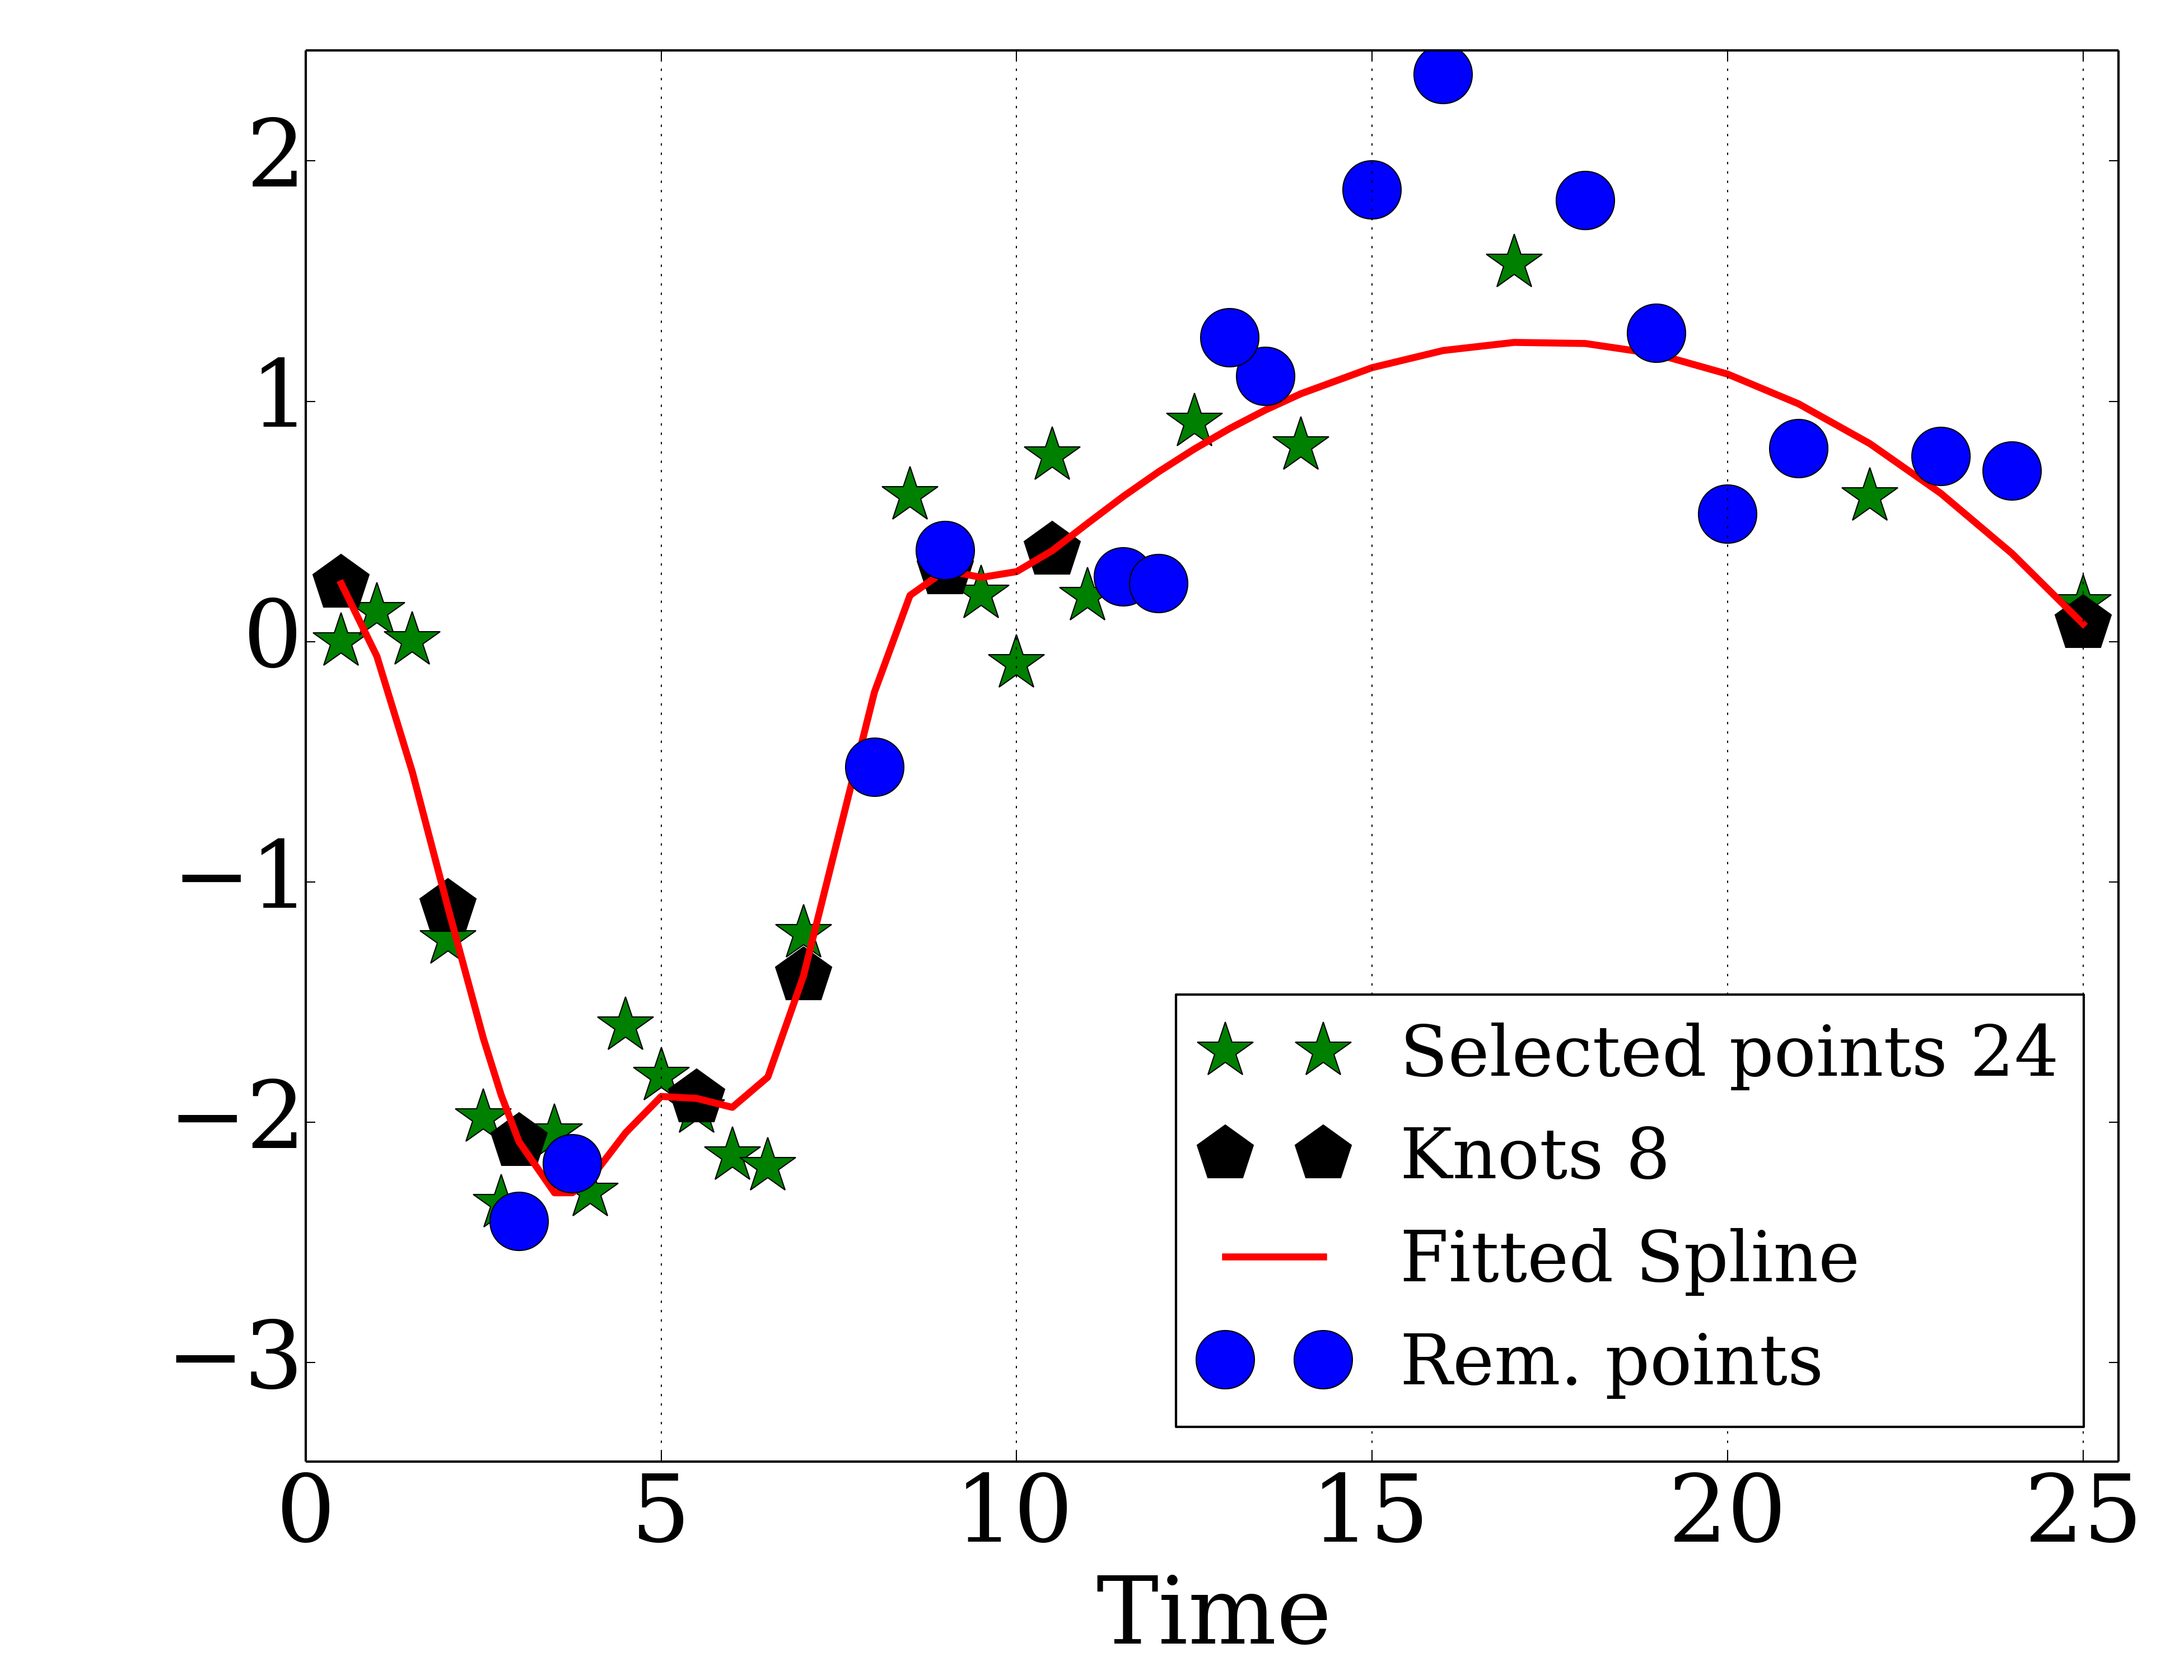 2
1
0
−1
−2
−3
0 5 10 15 20 25
Time
Selected points 24
Knots 8
Fitted Spline
Rem. points